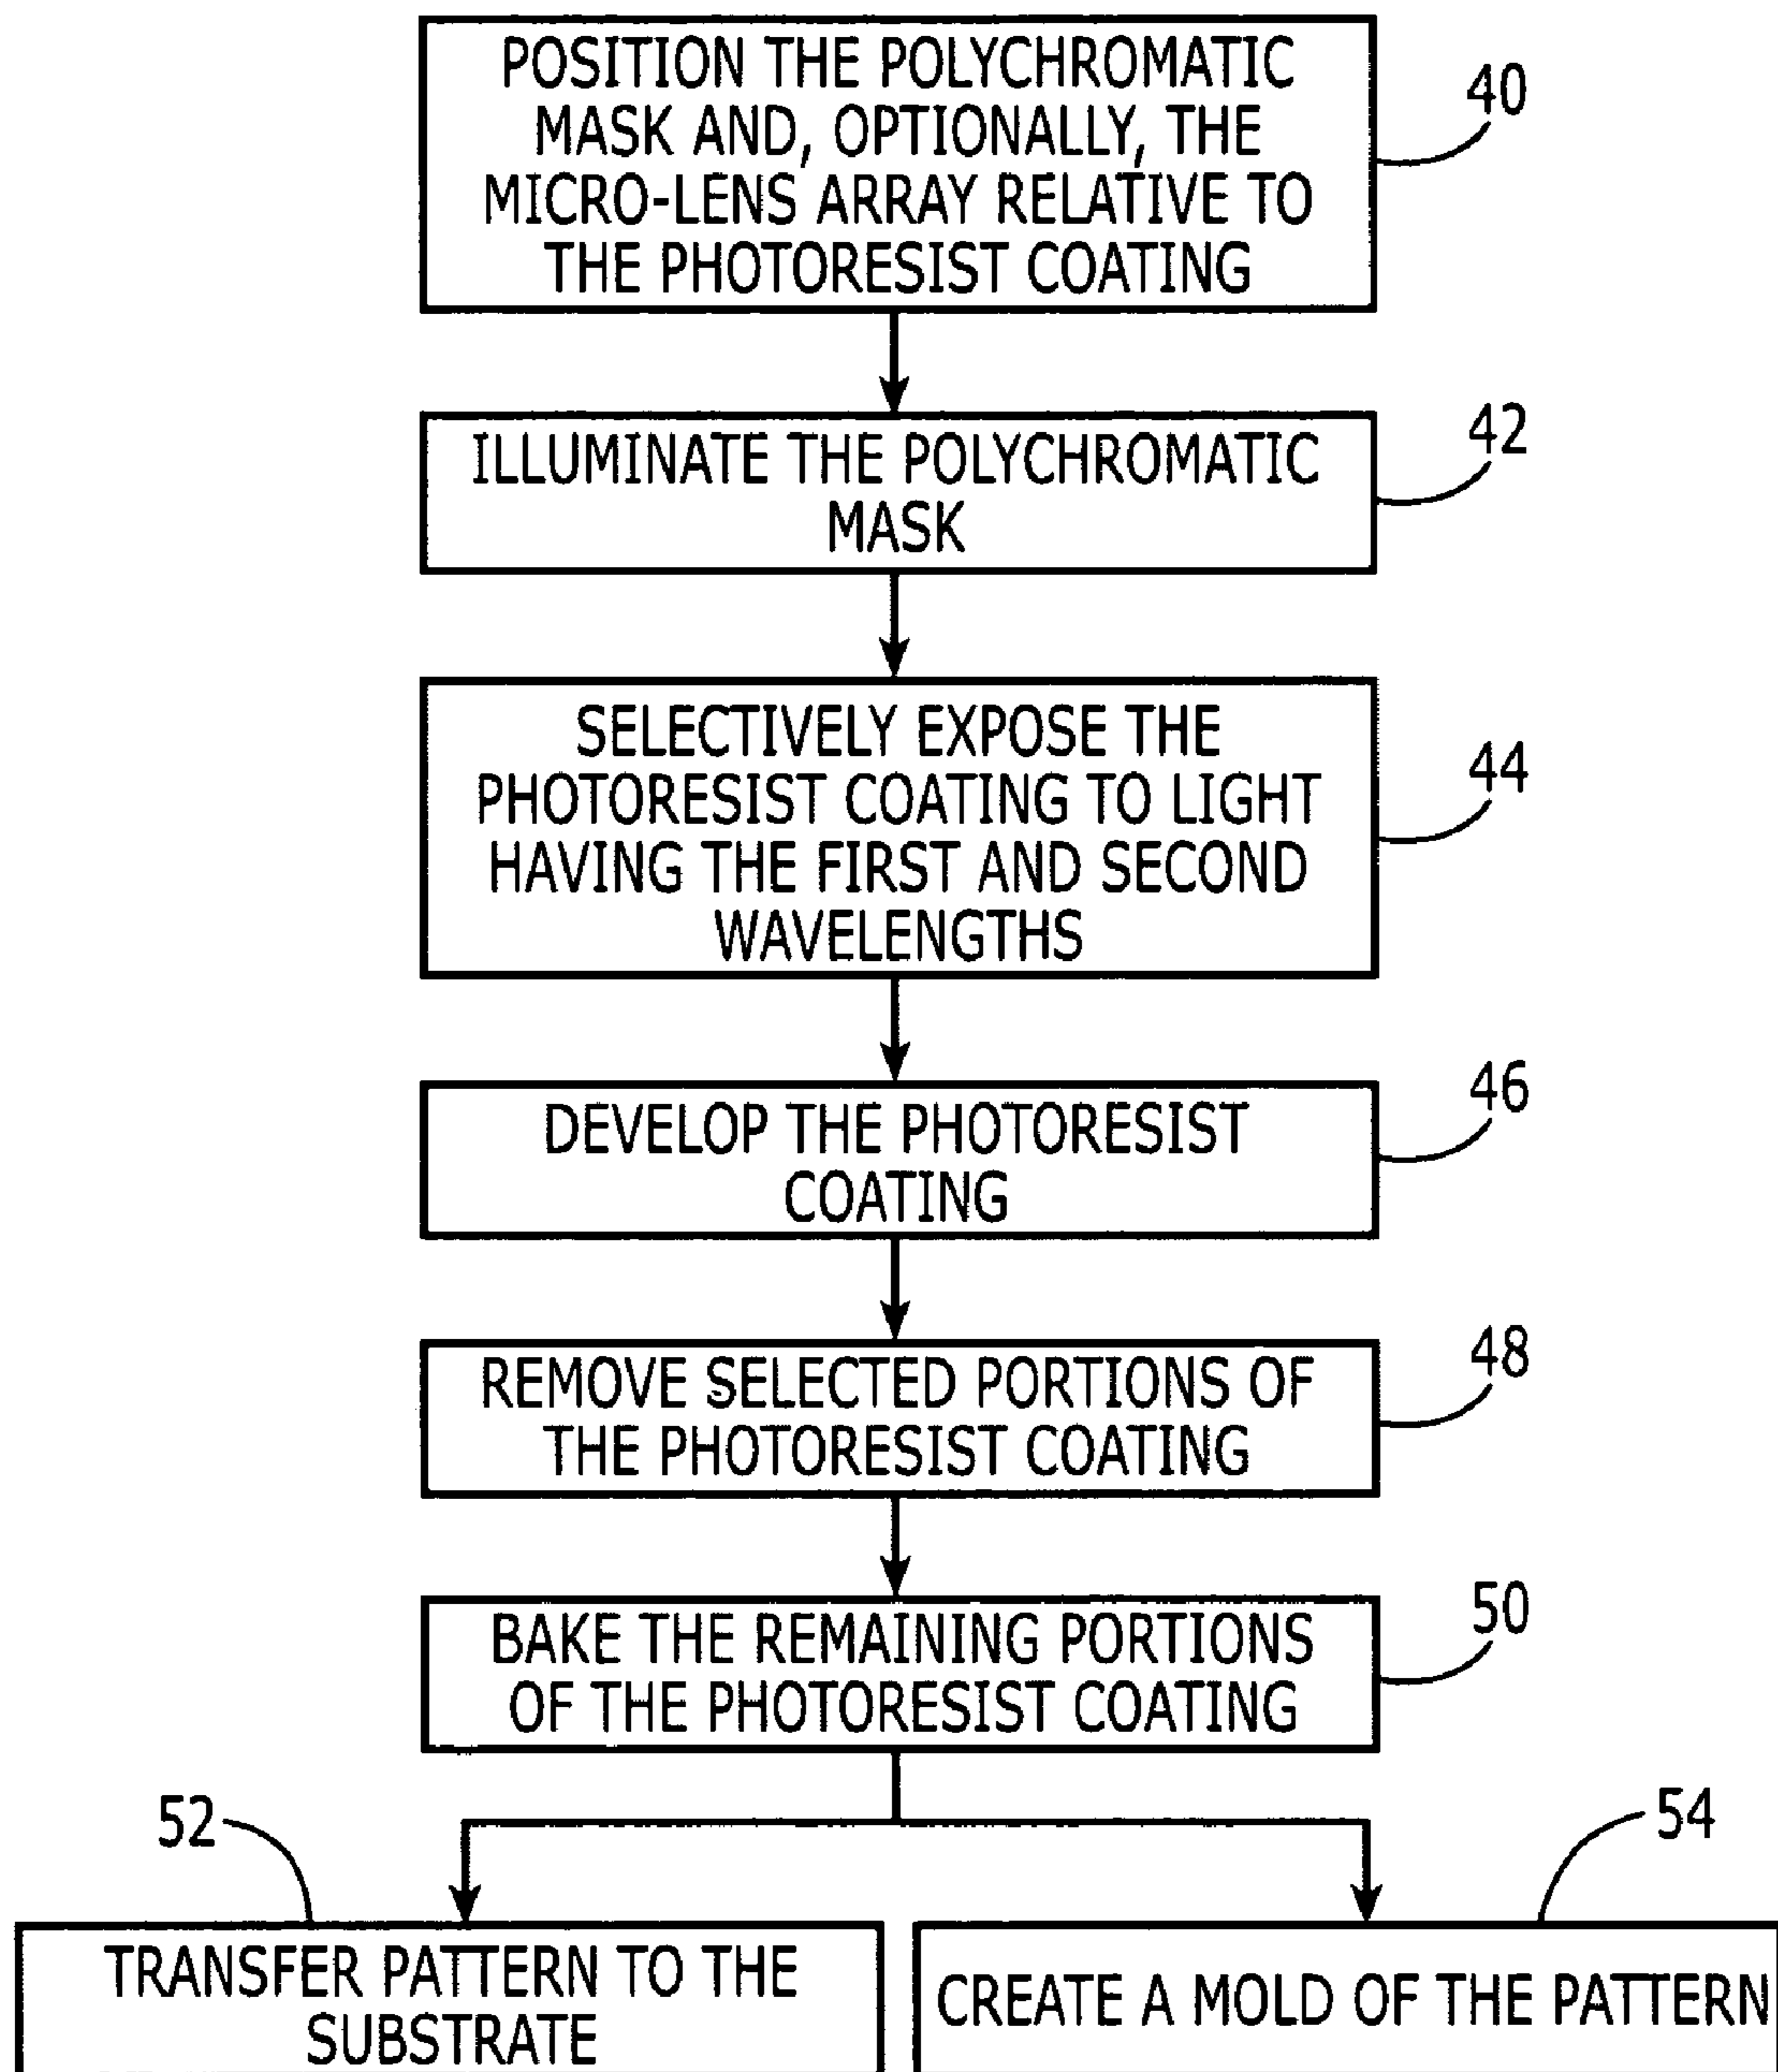 POSITION THE POLYCHROMATIC
MASK AND, OPTIONALLY, THE
MICRO-LENS ARRAY RELATIVE TO
THE PHOTORESIST COATING
40
ILLUMINATE THE POLYCHROMATIC
MASK
42
SELECTIVELY EXPOSE THE
PHOTORESIST COATING TO LIGHT
HAVING THE FIRST AND SECOND
WAVELENGTHS
44
DEVELOP THE PHOTORESIST
COATING
46
REMOVE SELECTED PORTIONS OF
THE PHOTORESIST COATING
48
BAKE THE REMAINING PORTIONS
OF THE PHOTORESIST COATING
50
52
TRANSFER PATTERN TO THE
SUBSTRATE
54
CREATE A MOLD OF THE PATTERN